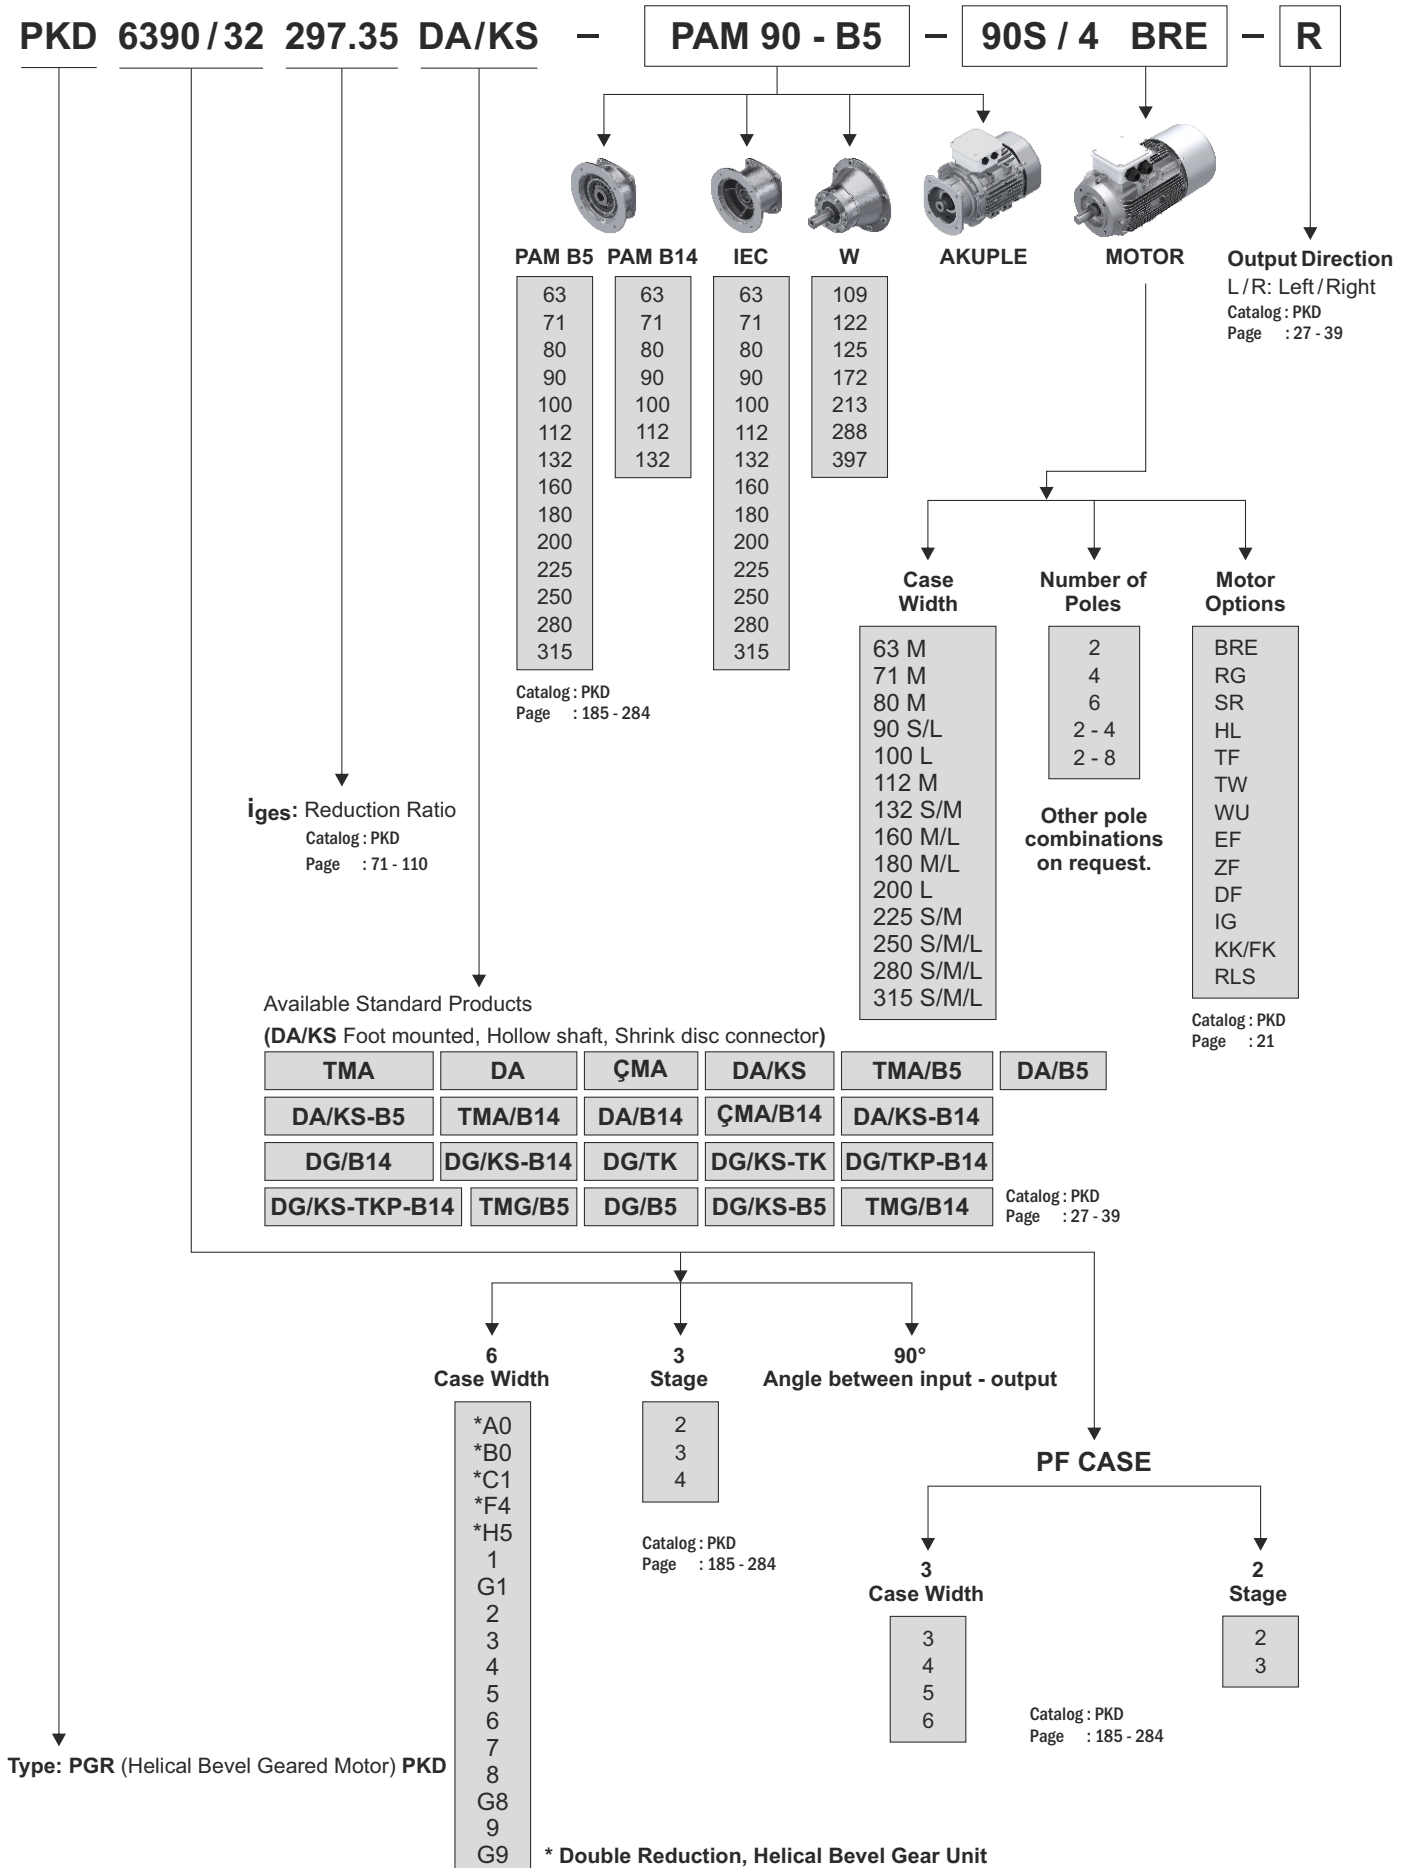 PKD 6390/32 297.35 DA/KS – PAM 90 - B5 – 90S / 4 BRE – R
PAM B5
63
71
80
90
100
112
132
160
180
200
225
250
280
315
Catalog : PKD
Page : 185 - 284
PAM B14
63
71
80
90
100
112
132
IEC
63
71
80
90
100
112
132
160
180
200
225
250
280
315
W
109
122
125
172
213
288
397
AKUPLE
MOTOR
Output Direction
L/R: Left/Right
Catalog : PKD
Page : 27 - 39
Case
Width
63 M
71 M
80 M
90 S/L
100 L
112 M
132 S/M
160 M/L
180 M/L
200 L
225 S/M
250 S/M/L
280 S/M/L
315 S/M/L
Number of
Poles
2
4
6
2 - 4
2 - 8
Other pole
combinations
on request.
Motor
Options
BRE
RG
SR
HL
TF
TW
WU
EF
ZF
DF
IG
KK/FK
RLS
Catalog : PKD
Page : 21
iges: Reduction Ratio
Catalog : PKD
Page : 71 - 110
Available Standard Products
(DA/KS Foot mounted, Hollow shaft, Shrink disc connector)
TMA DA ÇMA DA/KS TMA/B5 DA/B5
DA/KS-B5 TMA/B14 DA/B14 ÇMA/B14 DA/KS-B14
DG/B14 DG/KS-B14 DG/TK DG/KS-TK DG/TKP-B14
DG/KS-TKP-B14 TMG/B5 DG/B5 DG/KS-B5 TMG/B14
Catalog : PKD
Page : 27 - 39
6
Case Width
*A0
*B0
*C1
*F4
*H5
1
G1
2
3
4
5
6
7
8
G8
9
G9
3
Stage
2
3
4
Catalog : PKD
Page : 185 - 284
90°
Angle between input - output
PF CASE
3
Case Width
3
4
5
6
2
Stage
2
3
Catalog : PKD
Page : 185 - 284
Type: PGR (Helical Bevel Geared Motor) PKD
* Double Reduction, Helical Bevel Gear Unit